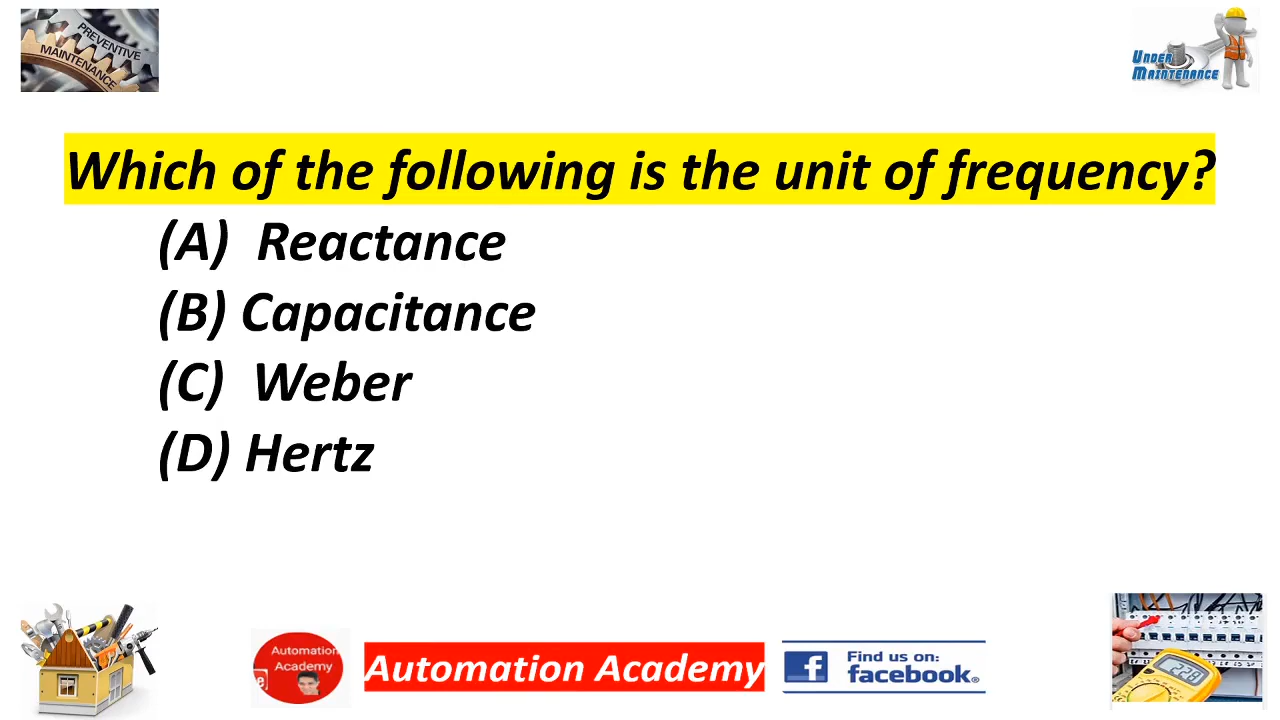 PREVENTIVE
MAINTENANCE
UNDER
MAINTENANCE
Which of the following is the unit of frequency?
(A) Reactance
(B) Capacitance
(C) Weber
(D) Hertz
Automation
Academy
Automation Academy
Find us on:
facebook®